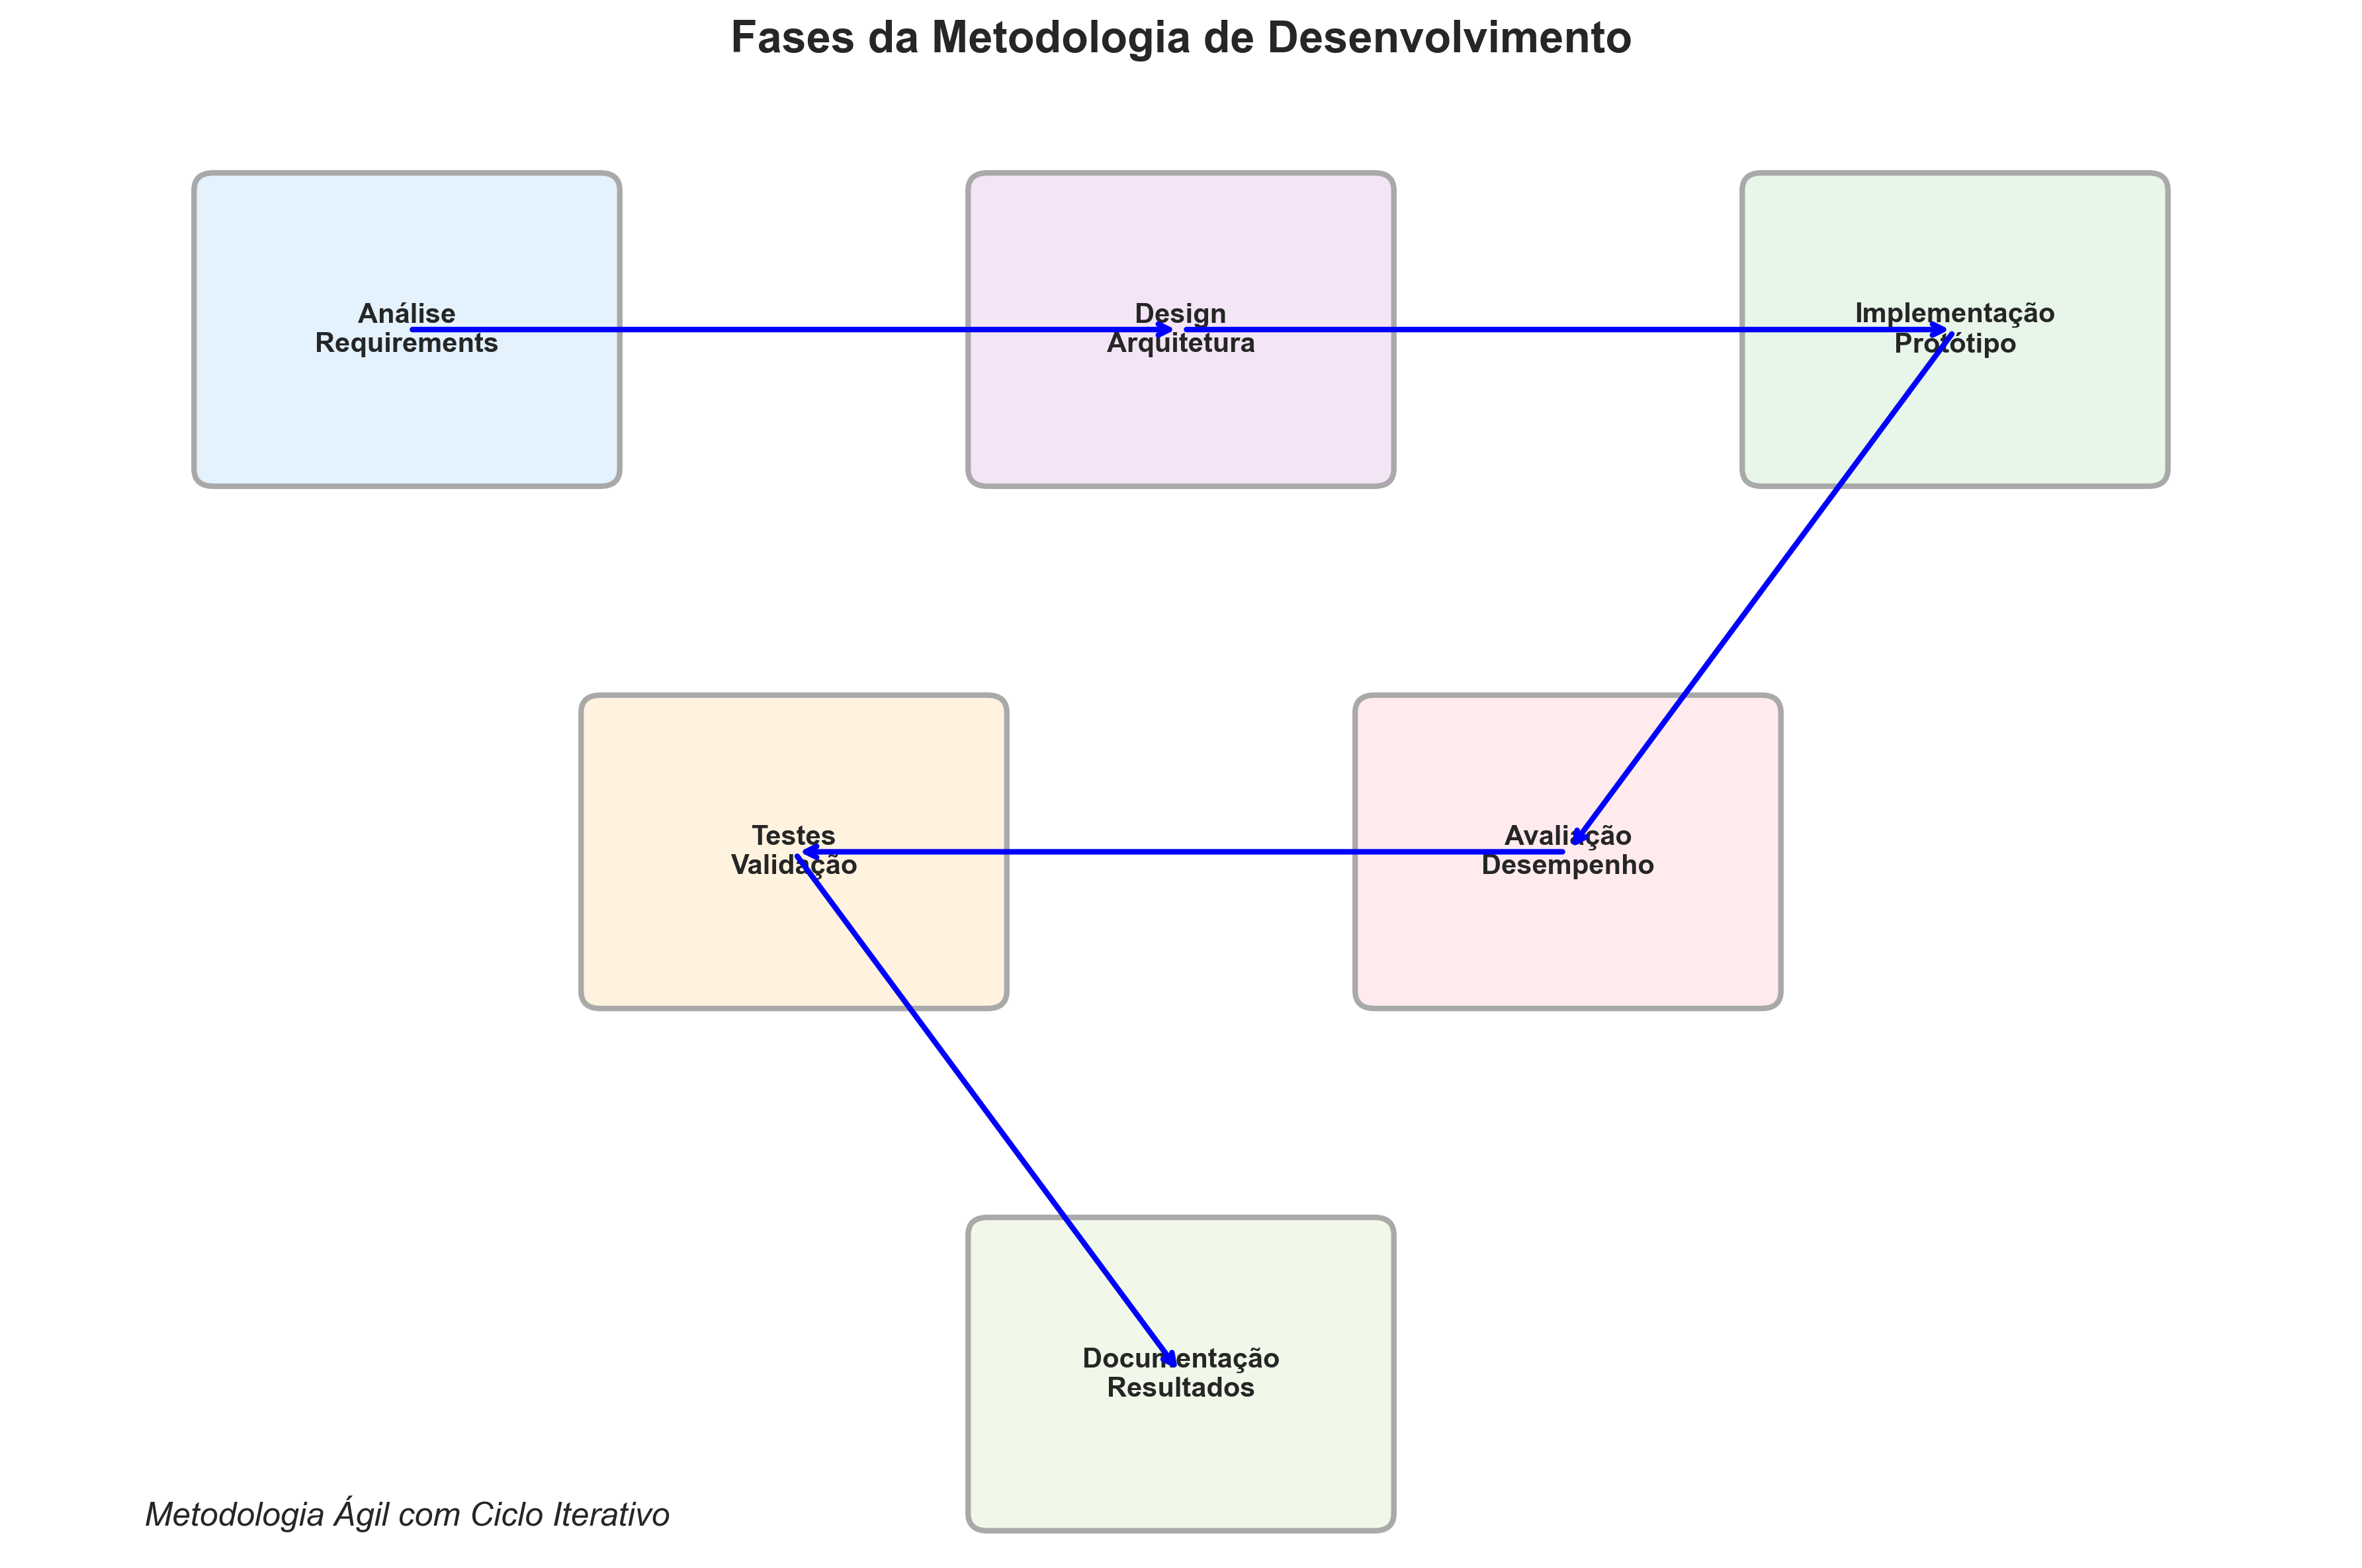 Fases da Metodologia de Desenvolvimento
Análise
Requirements
Design
Arquitetura
Implementação
Protótipo
Testes
Validação
Avaliação
Desempenho
Documentação
Resultados
Metodologia Ágil com Ciclo Iterativo